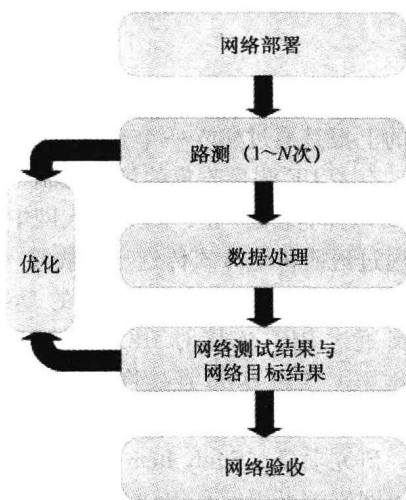 网络部署
路测（1~N次）
优化
数据处理
网络测试结果与
网络目标结果
网络验收